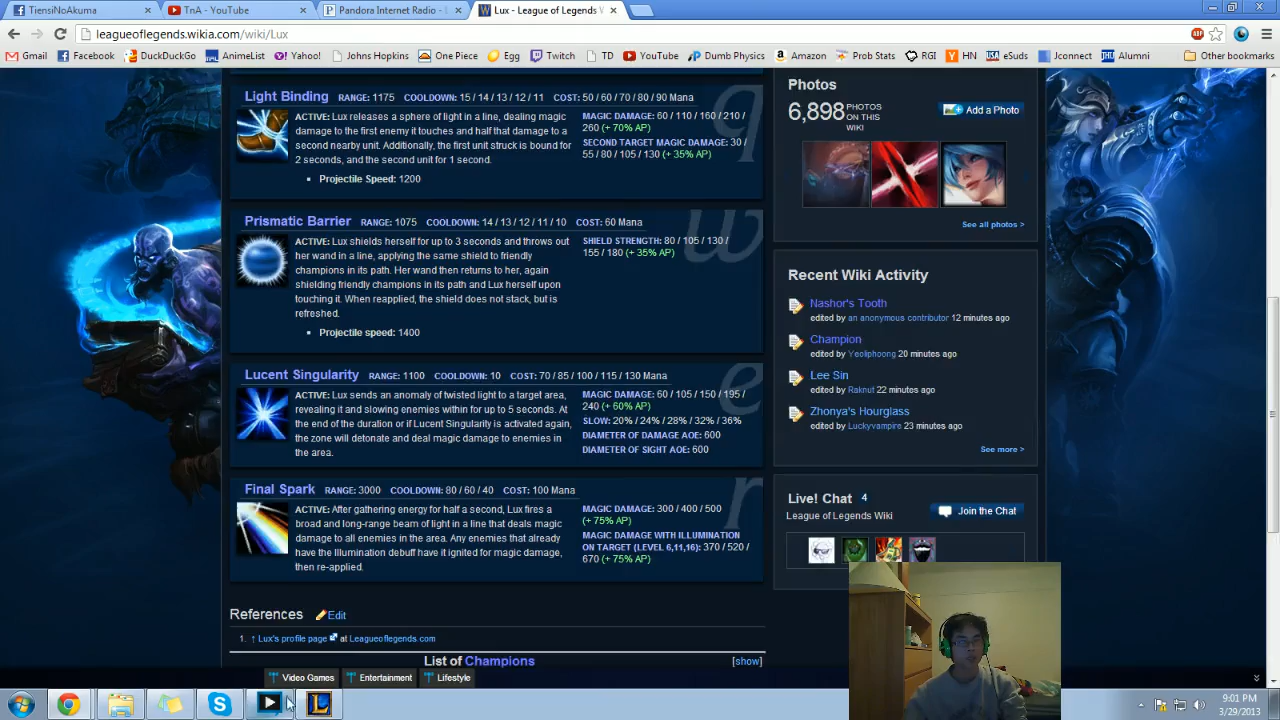 TiensiNoAkuma
TnA - YouTube
Pandora Internet Radio - L
Lux - League of Legends W
leagueoflegends.wikia.com/wiki/Lux
Gmail Facebook DuckDuckGo AnimeList Yahoo! Johns Hopkins One Piece Egg Twitch TD YouTube Dumb Physics Amazon Prob Stats RGI HN eSuds Jconnect Alumni Other bookmarks
Light Binding RANGE: 1175 COOLDOWN: 15 / 14 / 13 / 12 / 11 COST: 50 / 60 / 70 / 80 / 90 Mana
q
ACTIVE: Lux releases a sphere of light in a line, dealing magic
damage to the first enemy it touches and half that damage to a
second nearby unit. Additionally, the first unit struck is bound for
2 seconds, and the second unit for 1 second.
Projectile Speed: 1200
MAGIC DAMAGE: 60 / 110 / 160 / 210 /
260 (+ 70% AP)
SECOND TARGET MAGIC DAMAGE: 30 /
55 / 80 / 105 / 130 (+ 35% AP)
Prismatic Barrier RANGE: 1075 COOLDOWN: 14 / 13 / 12 / 11 / 10 COST: 60 Mana
w
ACTIVE: Lux shields herself for up to 3 seconds and throws out
her wand in a line, applying the same shield to friendly
champions in its path. Her wand then returns to her, again
shielding friendly champions in its path and Lux herself upon
touching it. When reapplied, the shield does not stack, but is
refreshed.
Projectile speed: 1400
SHIELD STRENGTH: 80 / 105 / 130 /
155 / 180 (+ 35% AP)
Lucent Singularity RANGE: 1100 COOLDOWN: 10 COST: 70 / 85 / 100 / 115 / 130 Mana
e
ACTIVE: Lux sends an anomaly of twisted light to a target area,
revealing it and slowing enemies within for up to 5 seconds. At
the end of the duration or if Lucent Singularity is activated again,
the zone will detonate and deal magic damage to enemies in
the area.
MAGIC DAMAGE: 60 / 105 / 150 / 195 /
240 (+ 60% AP)
SLOW: 20% / 24% / 28% / 32% / 36%
DIAMETER OF DAMAGE AOE: 600
DIAMETER OF SIGHT AOE: 600
Final Spark RANGE: 3000 COOLDOWN: 80 / 60 / 40 COST: 100 Mana
r
ACTIVE: After gathering energy for half a second, Lux fires a
broad and long-range beam of light in a line that deals magic
damage to all enemies in the area. Any enemies that already
have the Illumination debuff have it ignited for magic damage,
then re-applied.
MAGIC DAMAGE: 300 / 400 / 500
(+ 75% AP)
MAGIC DAMAGE WITH ILLUMINATION
ON TARGET (LEVEL 6,11,16): 370 / 520 /
670 (+ 75% AP)
References Edit
1. ↑ Lux's profile page at Leagueoflegends.com
List of Champions [show]
Video Games Entertainment Lifestyle
Photos
6,898 PHOTOS
ON THIS
WIKI
Add a Photo
See all photos >
Recent Wiki Activity
Nashor's Tooth
edited by an anonymous contributor 12 minutes ago
Champion
edited by Yeoliphoong 20 minutes ago
Lee Sin
edited by Raknut 22 minutes ago
Zhonya's Hourglass
edited by Luckyvampire 23 minutes ago
See more >
Live! Chat 4
League of Legends Wiki
Join the Chat
9:01 PM
3/29/2013